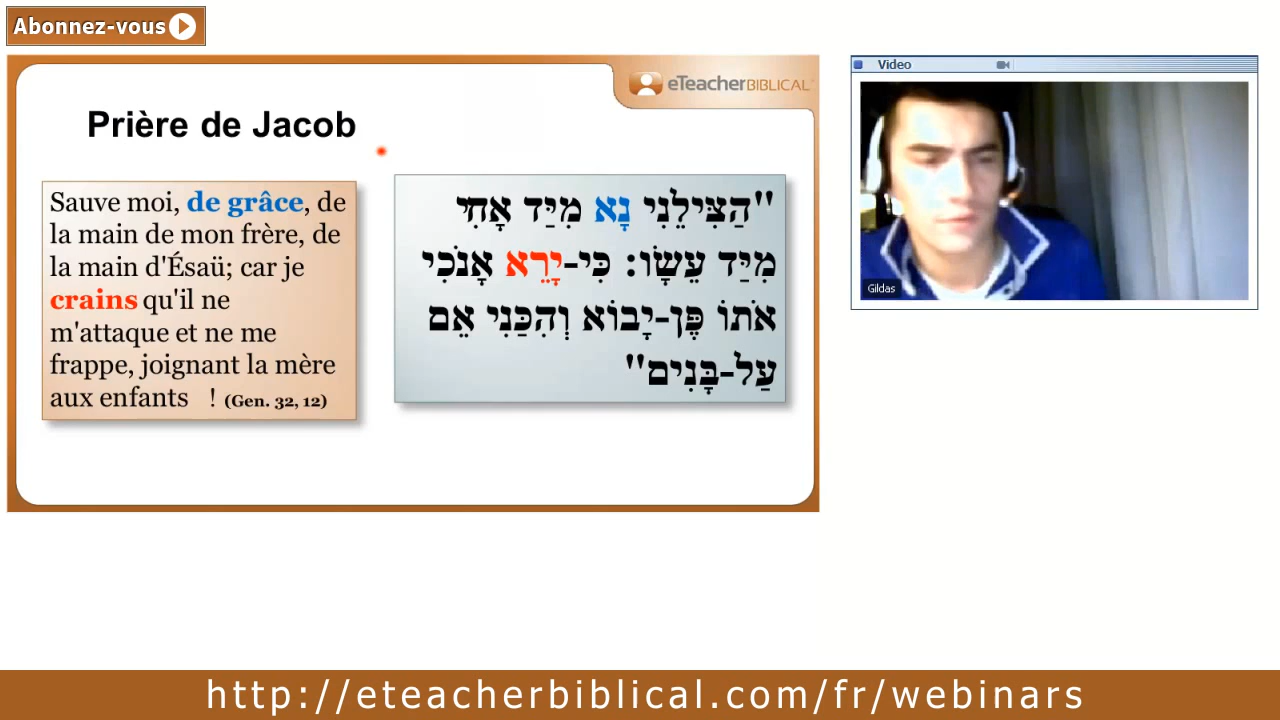 Abonnez-vous
eTeacherBIBLICAL
Prière de Jacob
Sauve moi, de grâce, de
la main de mon frère, de
la main d'Ésaü; car je
crains qu'il ne
m'attaque et ne me
frappe, joignant la mère
aux enfants ! (Gen. 32, 12)
"הַצִּילֵנִי נָא מִיַּד אָחִי
מִיַּד עֵשָׂו: כִּי-יָרֵא אָנֹכִי
אֹתוֹ פֶּן-יָבוֹא וְהִכַּנִי אֵם
עַל-בָּנִים"
Video
Gildas
http://eteacherbiblical.com/fr/webinars